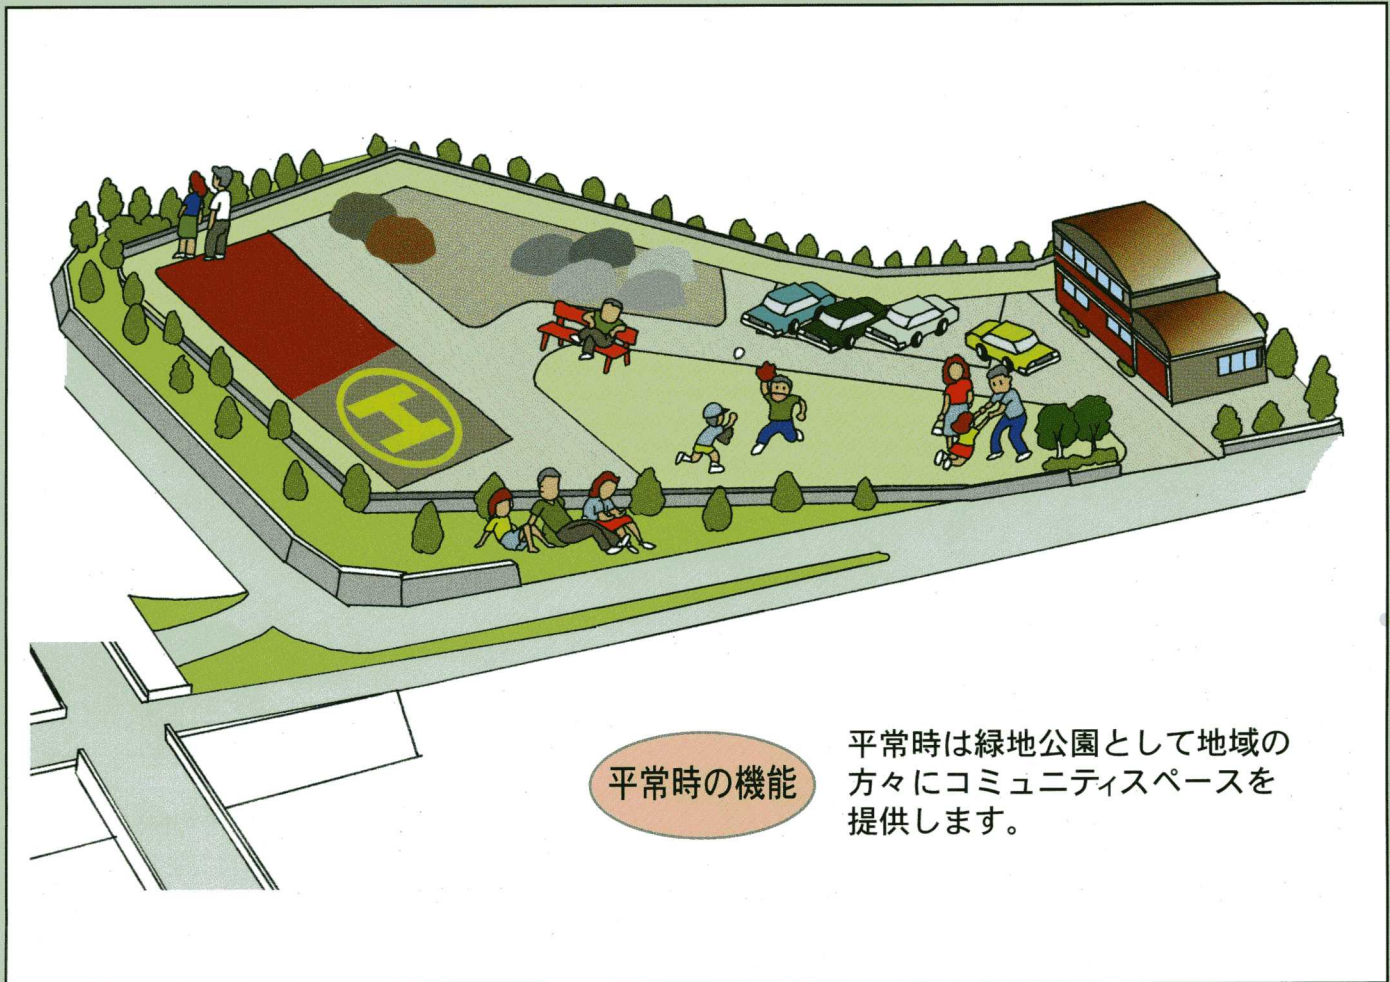 H
平常時の機能
平常時は緑地公園として地域の
方々にコミュニティスペースを
提供します。